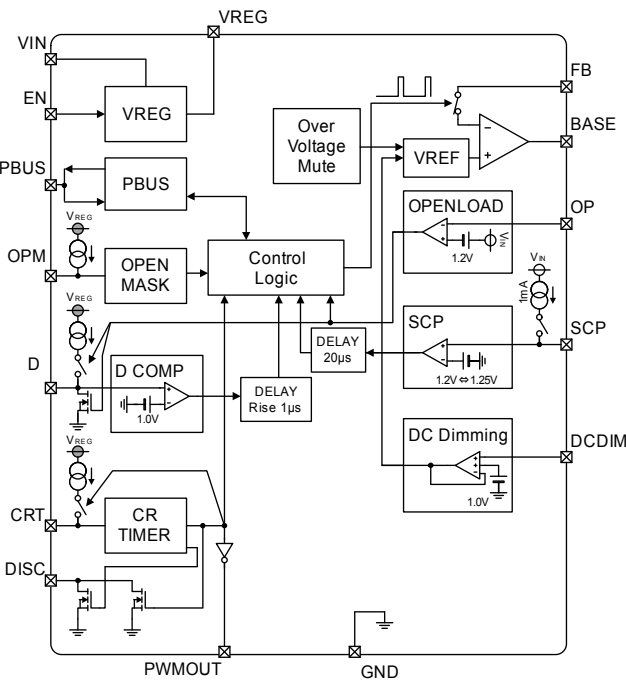 VREG
VIN
EN
VREG
FB
BASE
Over
Voltage
Mute
VREF
PBUS
PBUS
OPENLOAD
OP
VREG
VIN
1.2V
OPM
OPEN
MASK
Control
Logic
VIN
1mA
VREG
SCP
SCP
DELAY
20µs
1.2V ⇔ 1.25V
D
D COMP
1.0V
DELAY
Rise 1µs
DC Dimming
DCDIM
1.0V
VREG
CRT
CR
TIMER
DISC
PWMOUT
GND